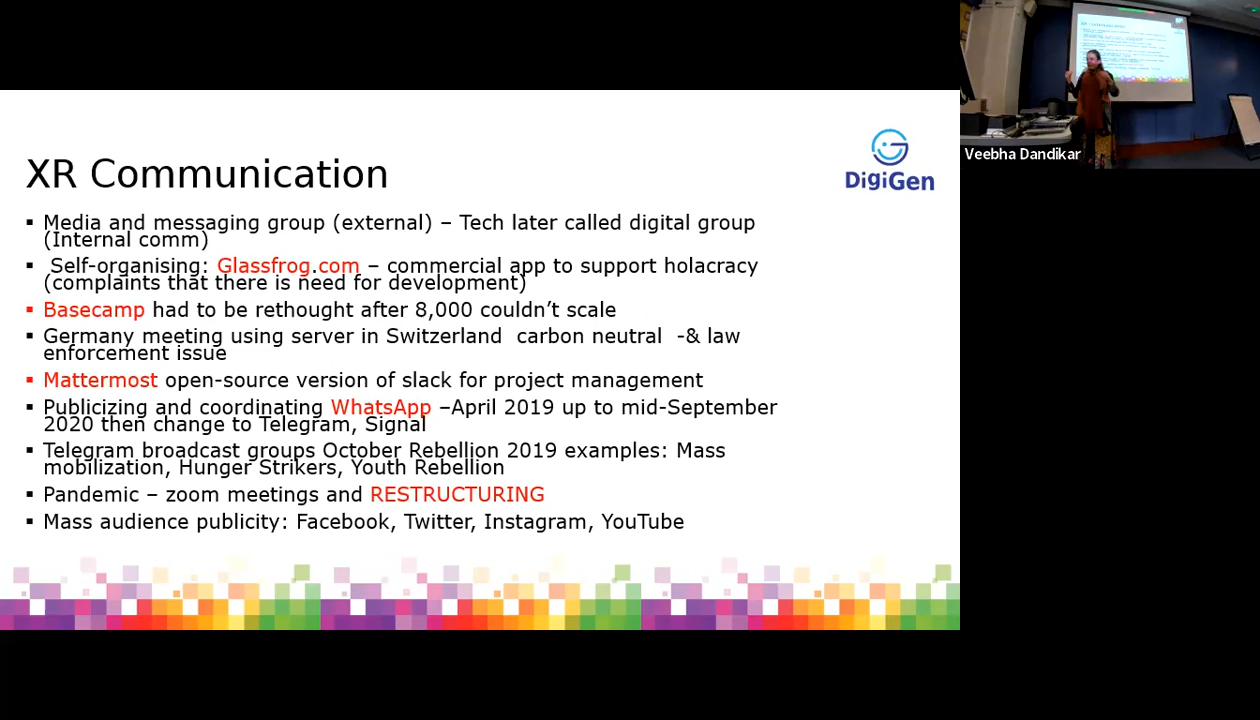 XR Communication
DigiGen
▪ Media and messaging group (external) – Tech later called digital group
(Internal comm)
▪ Self-organising: Glassfrog.com – commercial app to support holacracy
(complaints that there is need for development)
▪ Basecamp had to be rethought after 8,000 couldn’t scale
▪ Germany meeting using server in Switzerland carbon neutral -& law
enforcement issue
▪ Mattermost open-source version of slack for project management
▪ Publicizing and coordinating WhatsApp –April 2019 up to mid-September
2020 then change to Telegram, Signal
▪ Telegram broadcast groups October Rebellion 2019 examples: Mass
mobilization, Hunger Strikers, Youth Rebellion
▪ Pandemic – zoom meetings and RESTRUCTURING
▪ Mass audience publicity: Facebook, Twitter, Instagram, YouTube
Veebha Dandikar